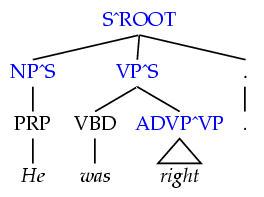 S^ROOT
NP^S VP^S .
PRP VBD ADVP^VP .
He was right